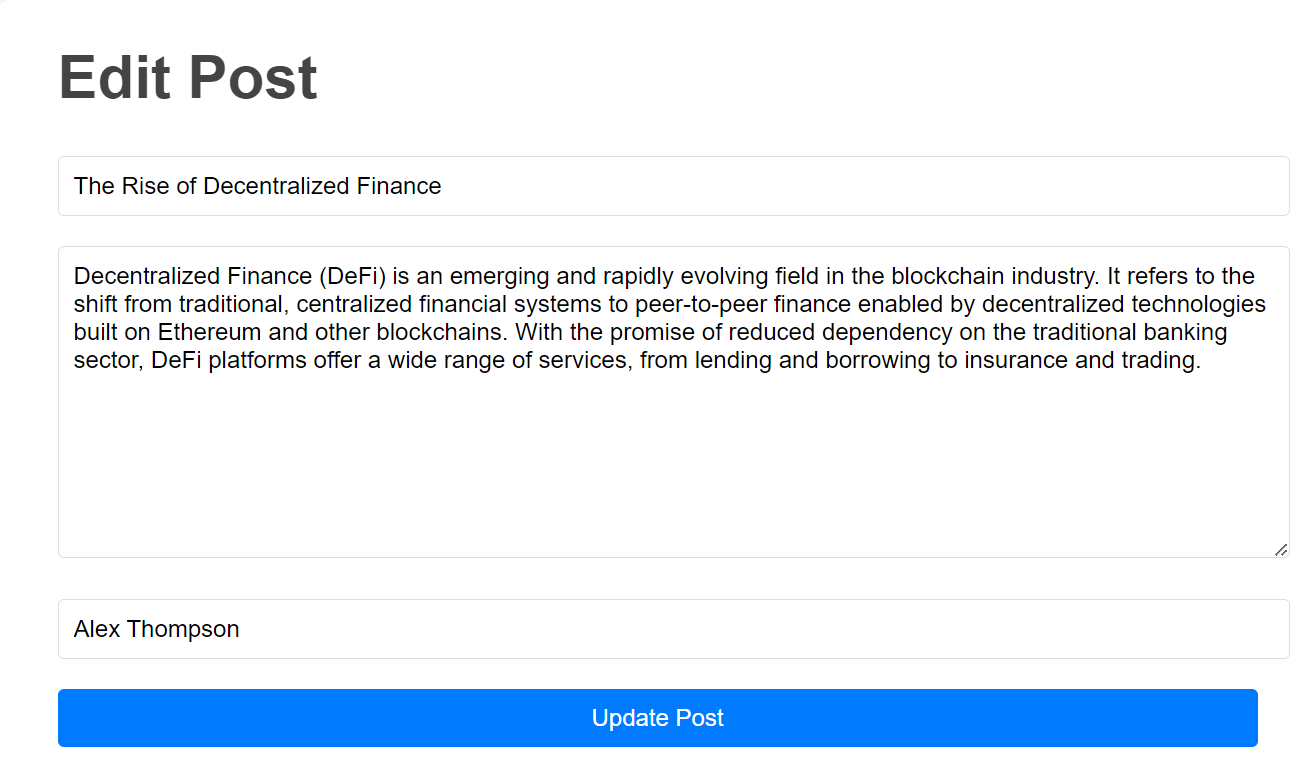 Edit Post
The Rise of Decentralized Finance
Decentralized Finance (DeFi) is an emerging and rapidly evolving field in the blockchain industry. It refers to the
shift from traditional, centralized financial systems to peer-to-peer finance enabled by decentralized technologies
built on Ethereum and other blockchains. With the promise of reduced dependency on the traditional banking
sector, DeFi platforms offer a wide range of services, from lending and borrowing to insurance and trading.
Alex Thompson
Update Post